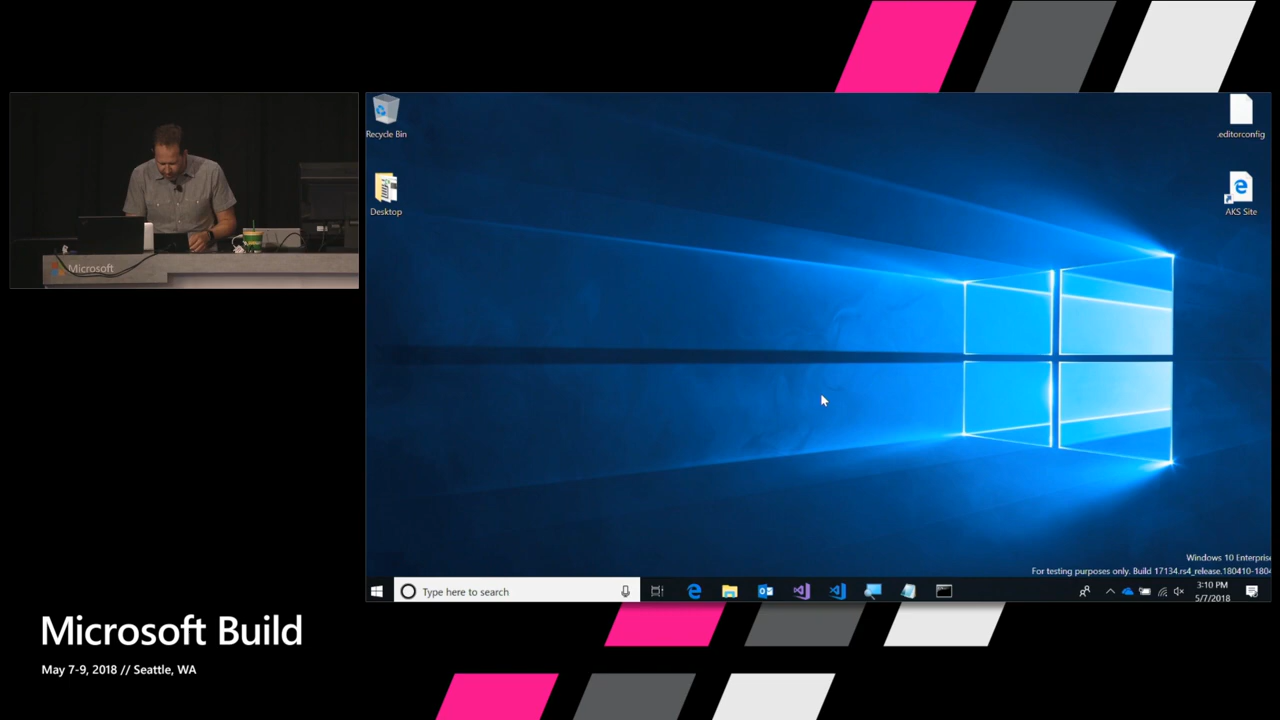 Recycle Bin
Desktop
.editorconfig
AKS Site
Microsoft
Windows 10 Enterprise
For testing purposes only. Build 17134.rs4_release.180410-1804
Type here to search
3:10 PM
5/7/2018
Microsoft Build
May 7-9, 2018 // Seattle, WA